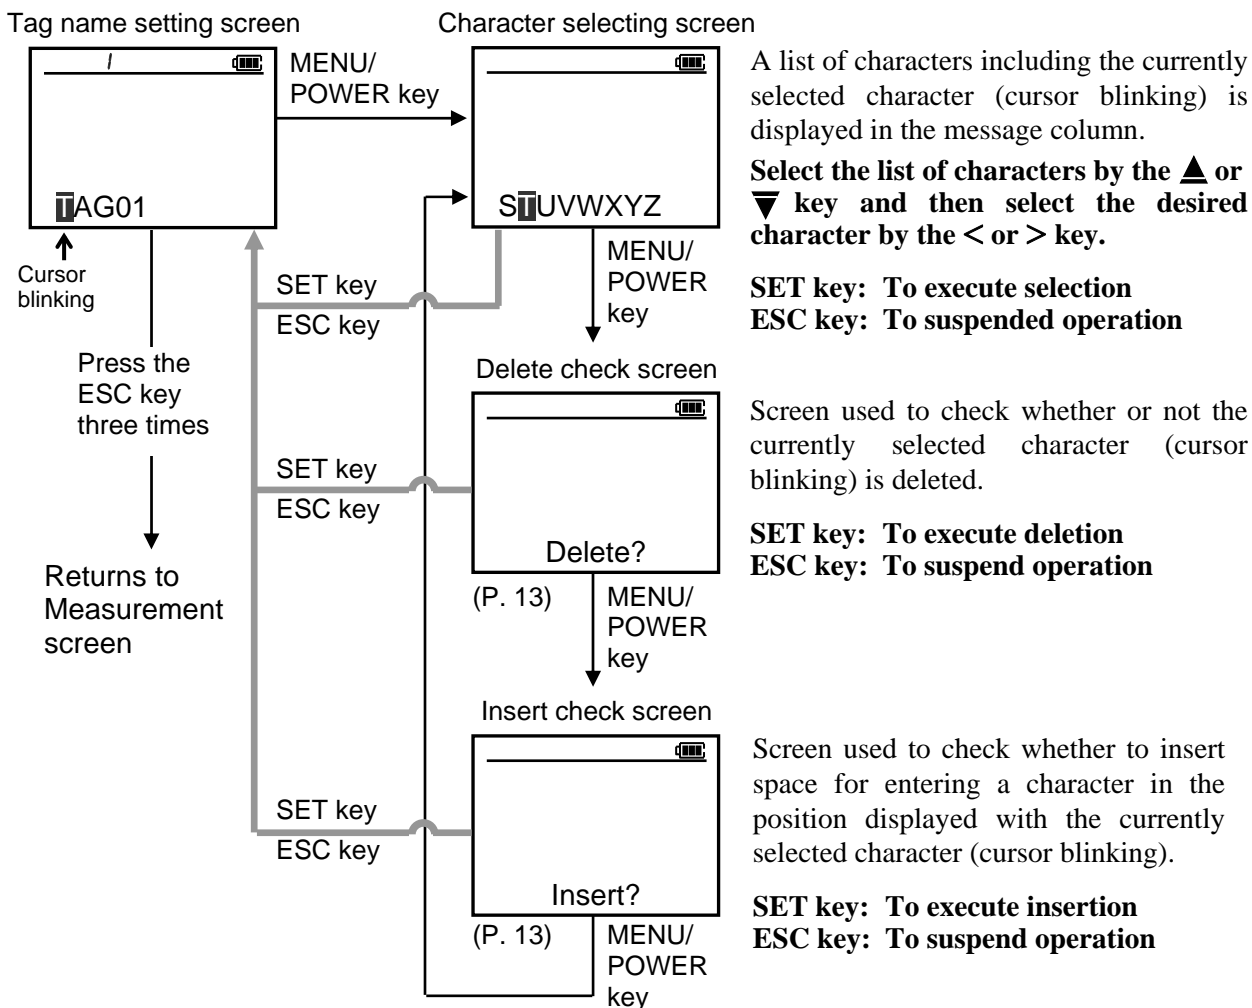 Tag name setting screen
Character selecting screen
1
MENU/
POWER key
TAG01
STUVWXYZ
A list of characters including the currently
selected character (cursor blinking) is
displayed in the message column.
Select the list of characters by the ▲ or
▼ key and then select the desired
character by the < or > key.
SET key: To execute selection
ESC key: To suspended operation
Cursor
blinking
SET key
ESC key
MENU/
POWER
key
Press the
ESC key
three times
Returns to
Measurement
screen
Delete check screen
SET key
ESC key
Delete?
(P. 13)
MENU/
POWER
key
Screen used to check whether or not the
currently selected character (cursor
blinking) is deleted.
SET key: To execute deletion
ESC key: To suspend operation
Insert check screen
SET key
ESC key
Insert?
(P. 13)
MENU/
POWER
key
Screen used to check whether to insert
space for entering a character in the
position displayed with the currently
selected character (cursor blinking).
SET key: To execute insertion
ESC key: To suspend operation